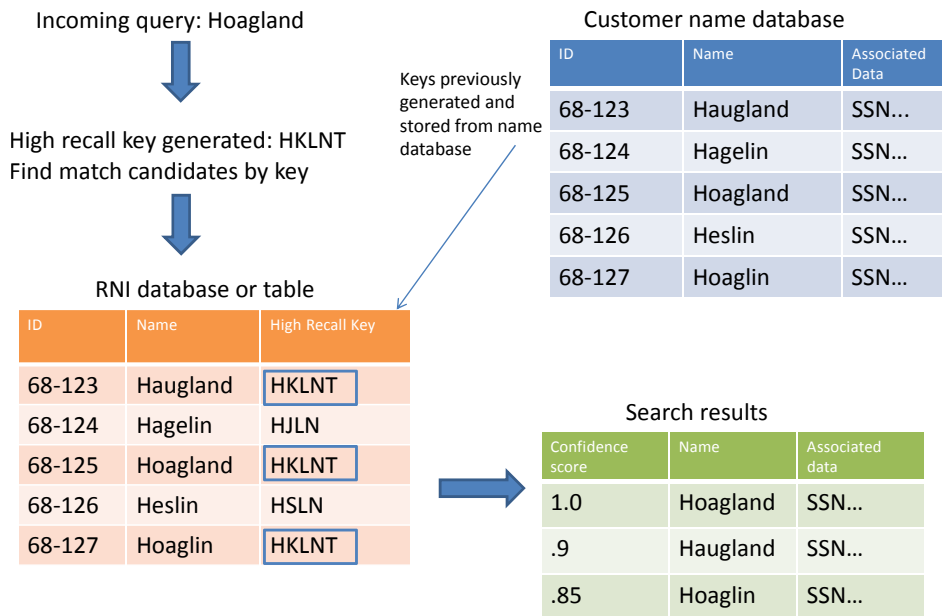 Incoming query: Hoagland
High recall key generated: HKLNT
Find match candidates by key
Keys previously
generated and
stored from name
database
Customer name database
ID Name Associated
Data
68-123 Haugland SSN...
68-124 Hagelin SSN...
68-125 Hoagland SSN...
68-126 Heslin SSN...
68-127 Hoaglin SSN...
RNI database or table
ID Name High Recall Key
68-123 Haugland HKLNT
68-124 Hagelin HJLN
68-125 Hoagland HKLNT
68-126 Heslin HSLN
68-127 Hoaglin HKLNT
Search results
Confidence
score Name Associated
data
1.0 Hoagland SSN...
.9 Haugland SSN...
.85 Hoaglin SSN...